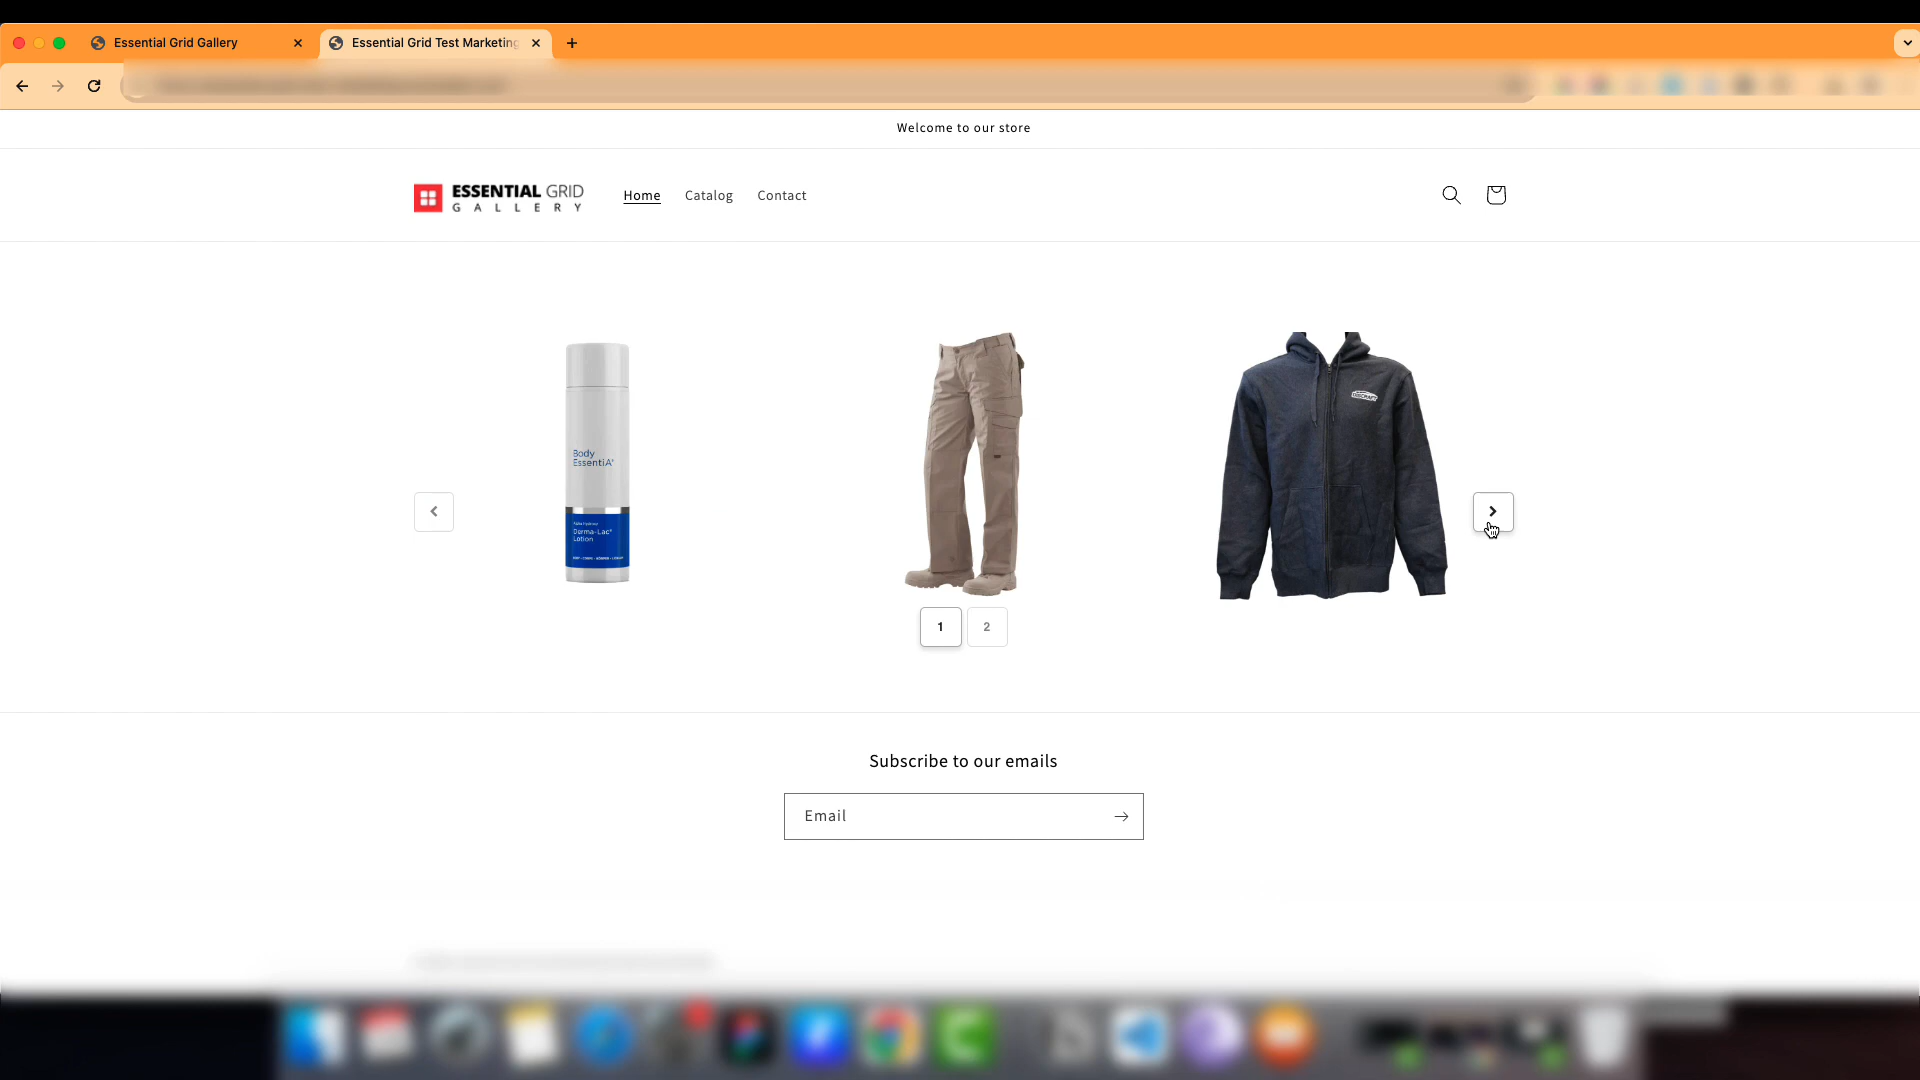 Essential Grid Gallery
Essential Grid Test Marketing
Welcome to our store
ESSENTIAL GRID
GALLERY
Home
Catalog
Contact
Body
EssentiA
Derma-Lac
Lotion
1
2
Subscribe to our emails
Email